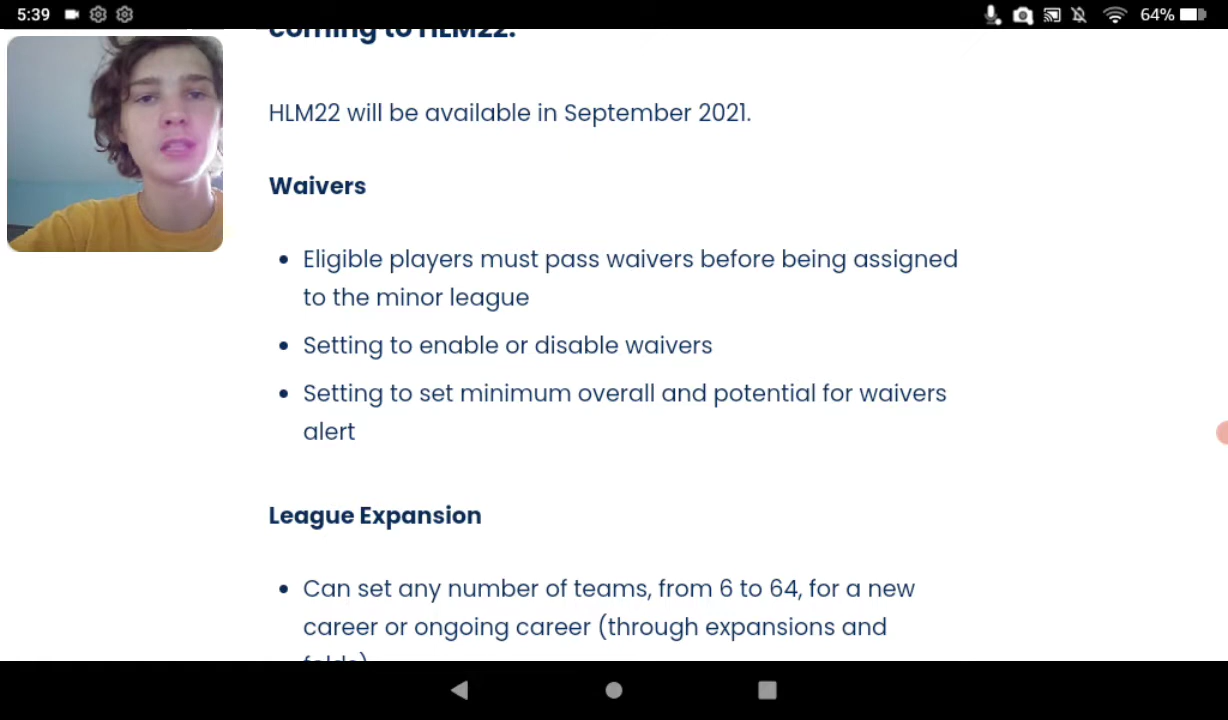 5:39
64%
coming to HLM22.
HLM22 will be available in September 2021.
Waivers
Eligible players must pass waivers before being assigned
to the minor league
Setting to enable or disable waivers
Setting to set minimum overall and potential for waivers
alert
League Expansion
Can set any number of teams, from 6 to 64, for a new
career or ongoing career (through expansions and